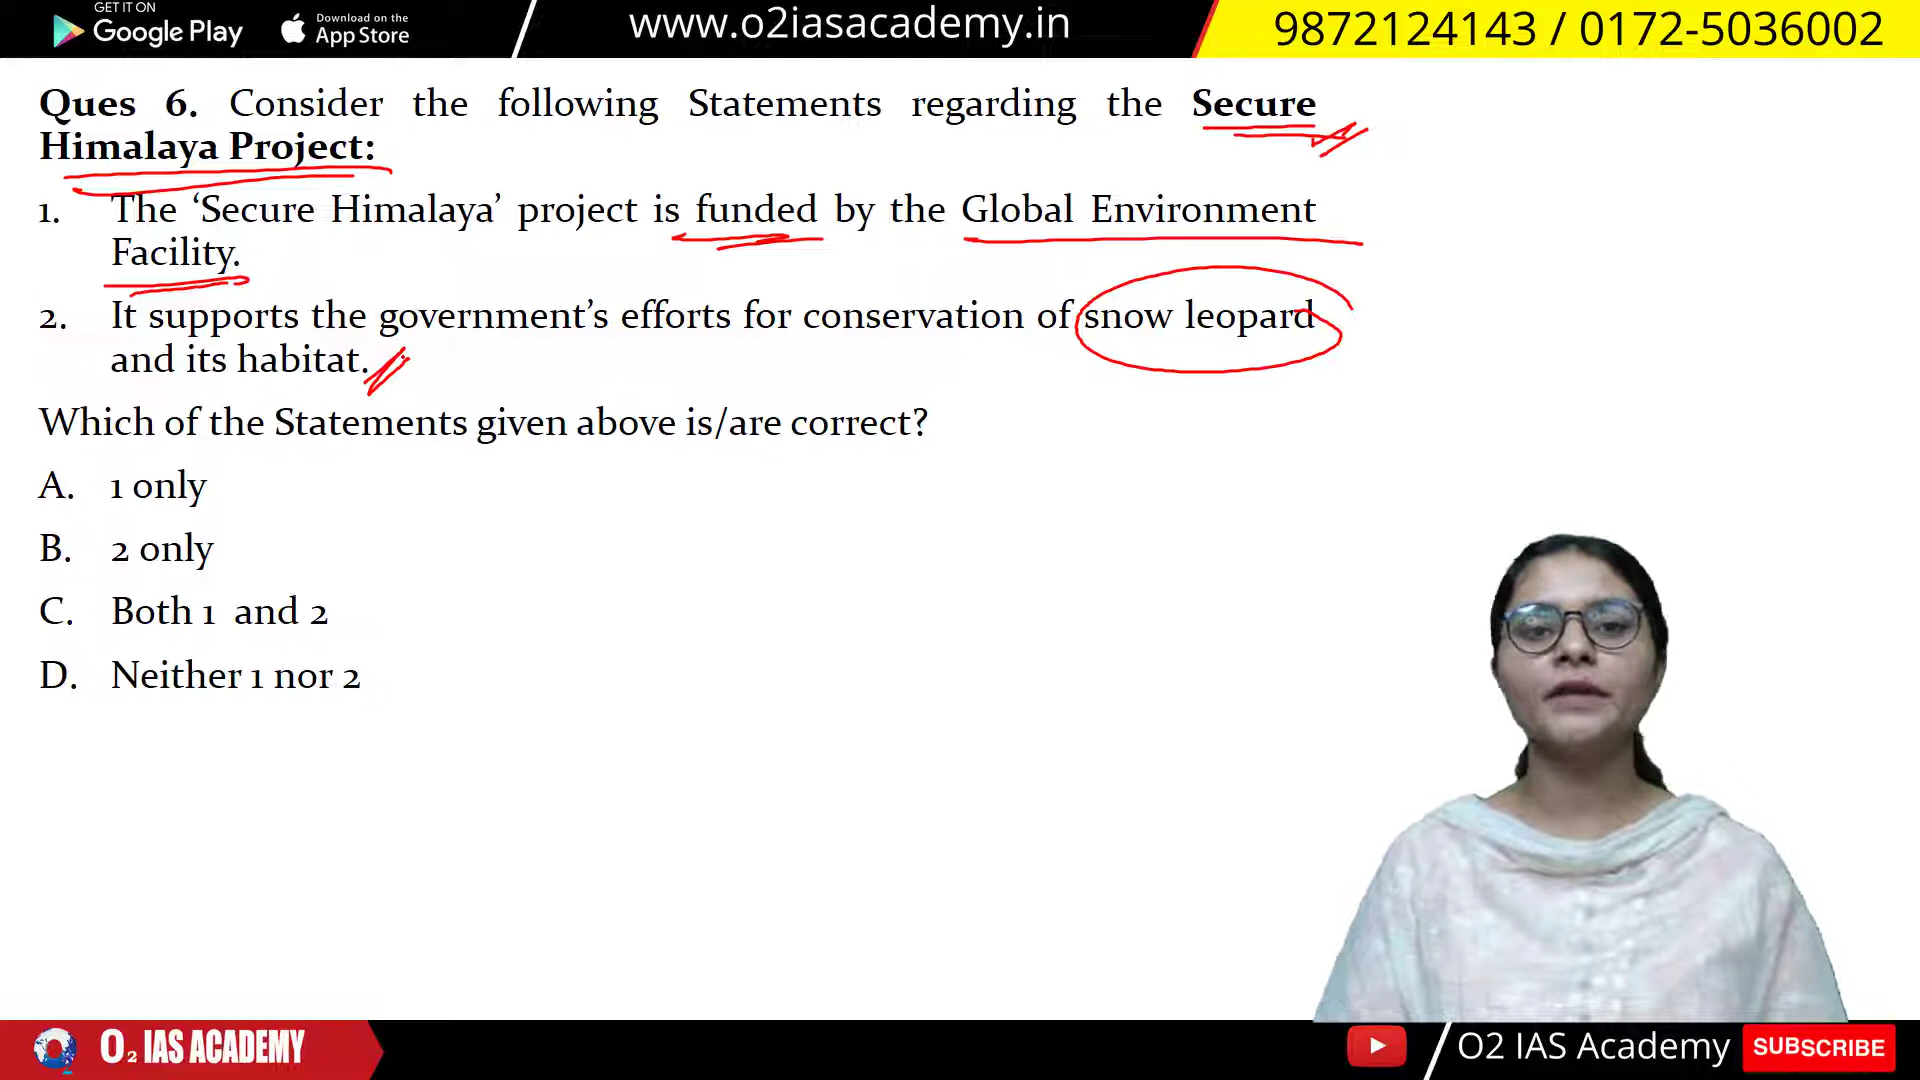 GET IT ON
Google Play
Download on the
App Store
www.o2iasacademy.in
9872124143 / 0172-5036002
Ques 6. Consider the following Statements regarding the Secure
Himalaya Project:
1. The ‘Secure Himalaya’ project is funded by the Global Environment
Facility.
2. It supports the government’s efforts for conservation of snow leopard
and its habitat.
Which of the Statements given above is/are correct?
A. 1 only
B. 2 only
C. Both 1 and 2
D. Neither 1 nor 2
O2 IAS ACADEMY
O2 IAS Academy
SUBSCRIBE